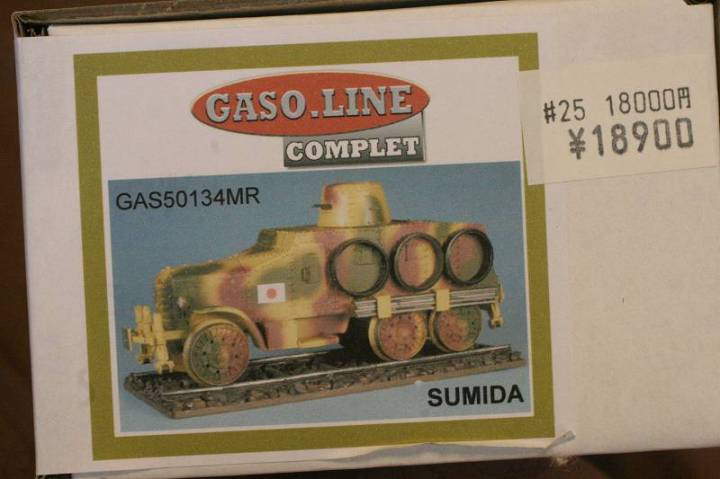 GASO.LINE
COMPLET
#25 18000円
¥18900
GAS50134MR
SUMIDA